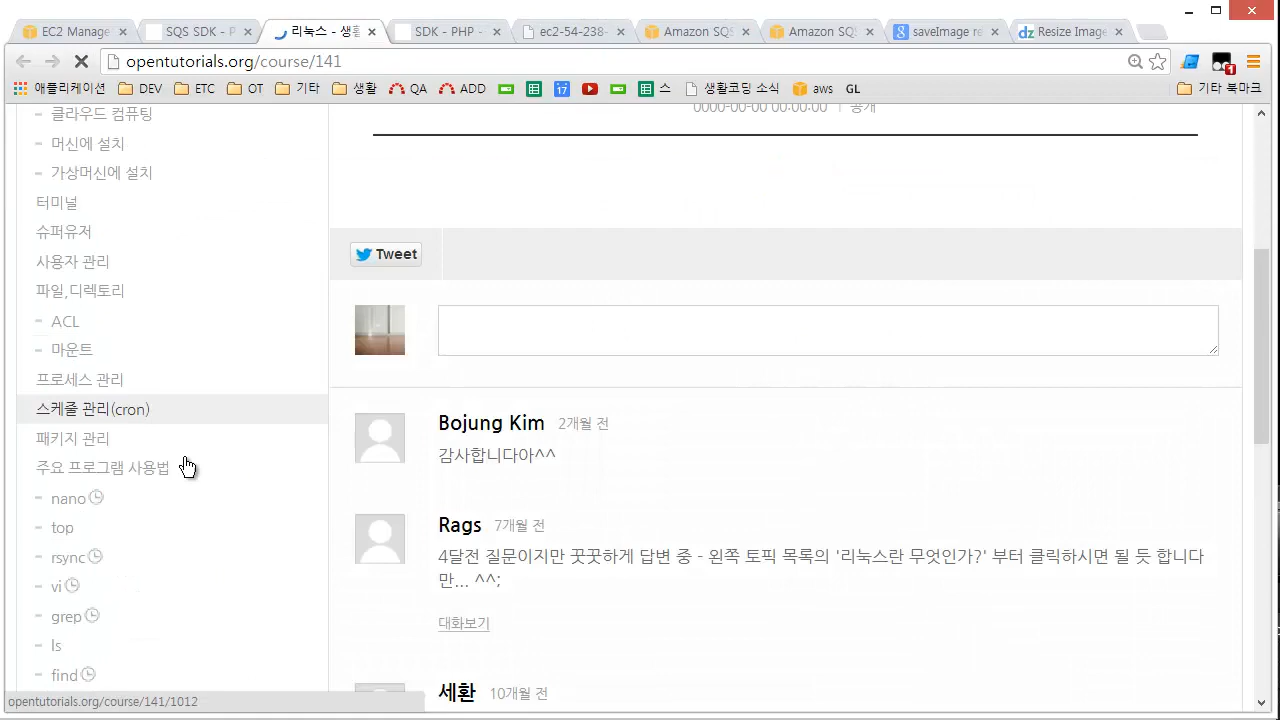 EC2 Manage
SQS SDK - P
리눅스 - 생활
SDK - PHP -
ec2-54-238-
Amazon SQS
Amazon SQS
saveImage re
Resize Image
opentutorials.org/course/141
애플리케이션
DEV
ETC
OT
기타
생활
QA
ADD
17
스
생활코딩 소식
aws
GL
기타 북마크
클라우드 컴퓨팅
머신에 설치
가상머신에 설치
터미널
슈퍼유저
사용자 관리
파일,디렉토리
ACL
마운트
프로세스 관리
스케줄 관리(cron)
패키지 관리
주요 프로그램 사용법
nano
top
rsync
vi
grep
ls
find
opentutorials.org/course/141/1012
0000-00-00 00:00:00 | 공개
Tweet
Bojung Kim 2개월 전
감사합니다아^^
Rags 7개월 전
4달전 질문이지만 꿋꿋하게 답변 중 - 왼쪽 토픽 목록의 '리눅스란 무엇인가?' 부터 클릭하시면 될 듯 합니다
만... ^^;
대화보기
세환 10개월 전